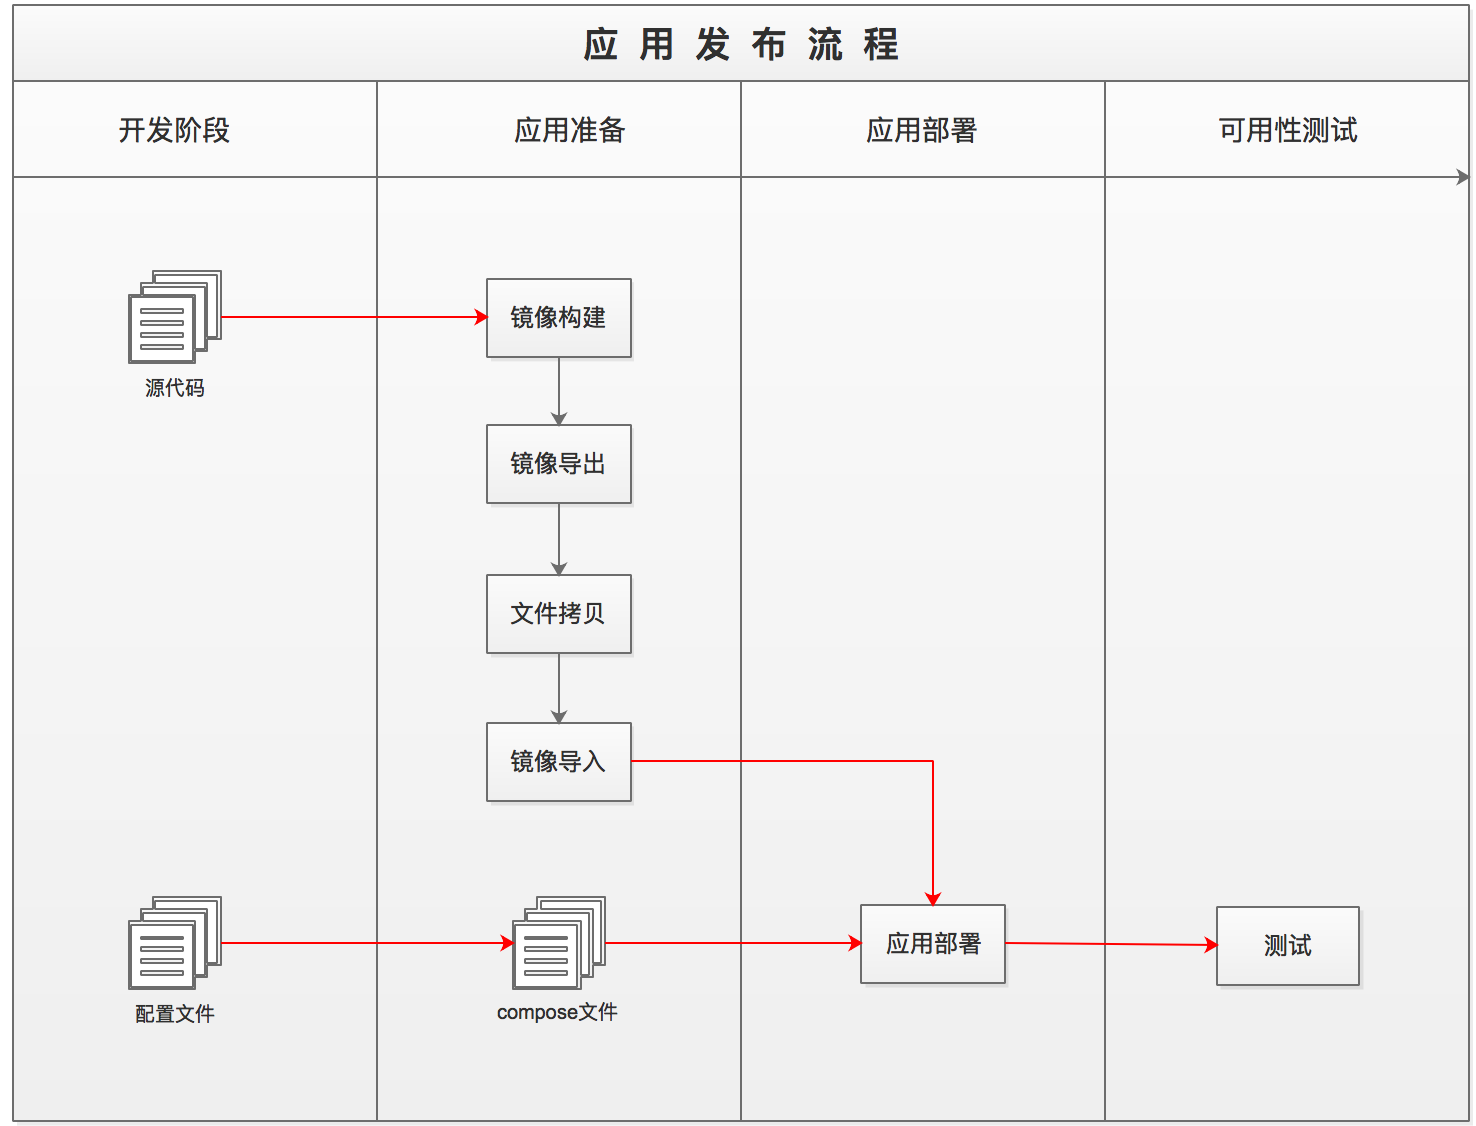 应用发布流程
开发阶段
应用准备
应用部署
可用性测试
源代码
镜像构建
镜像导出
文件拷贝
镜像导入
配置文件
compose文件
应用部署
测试